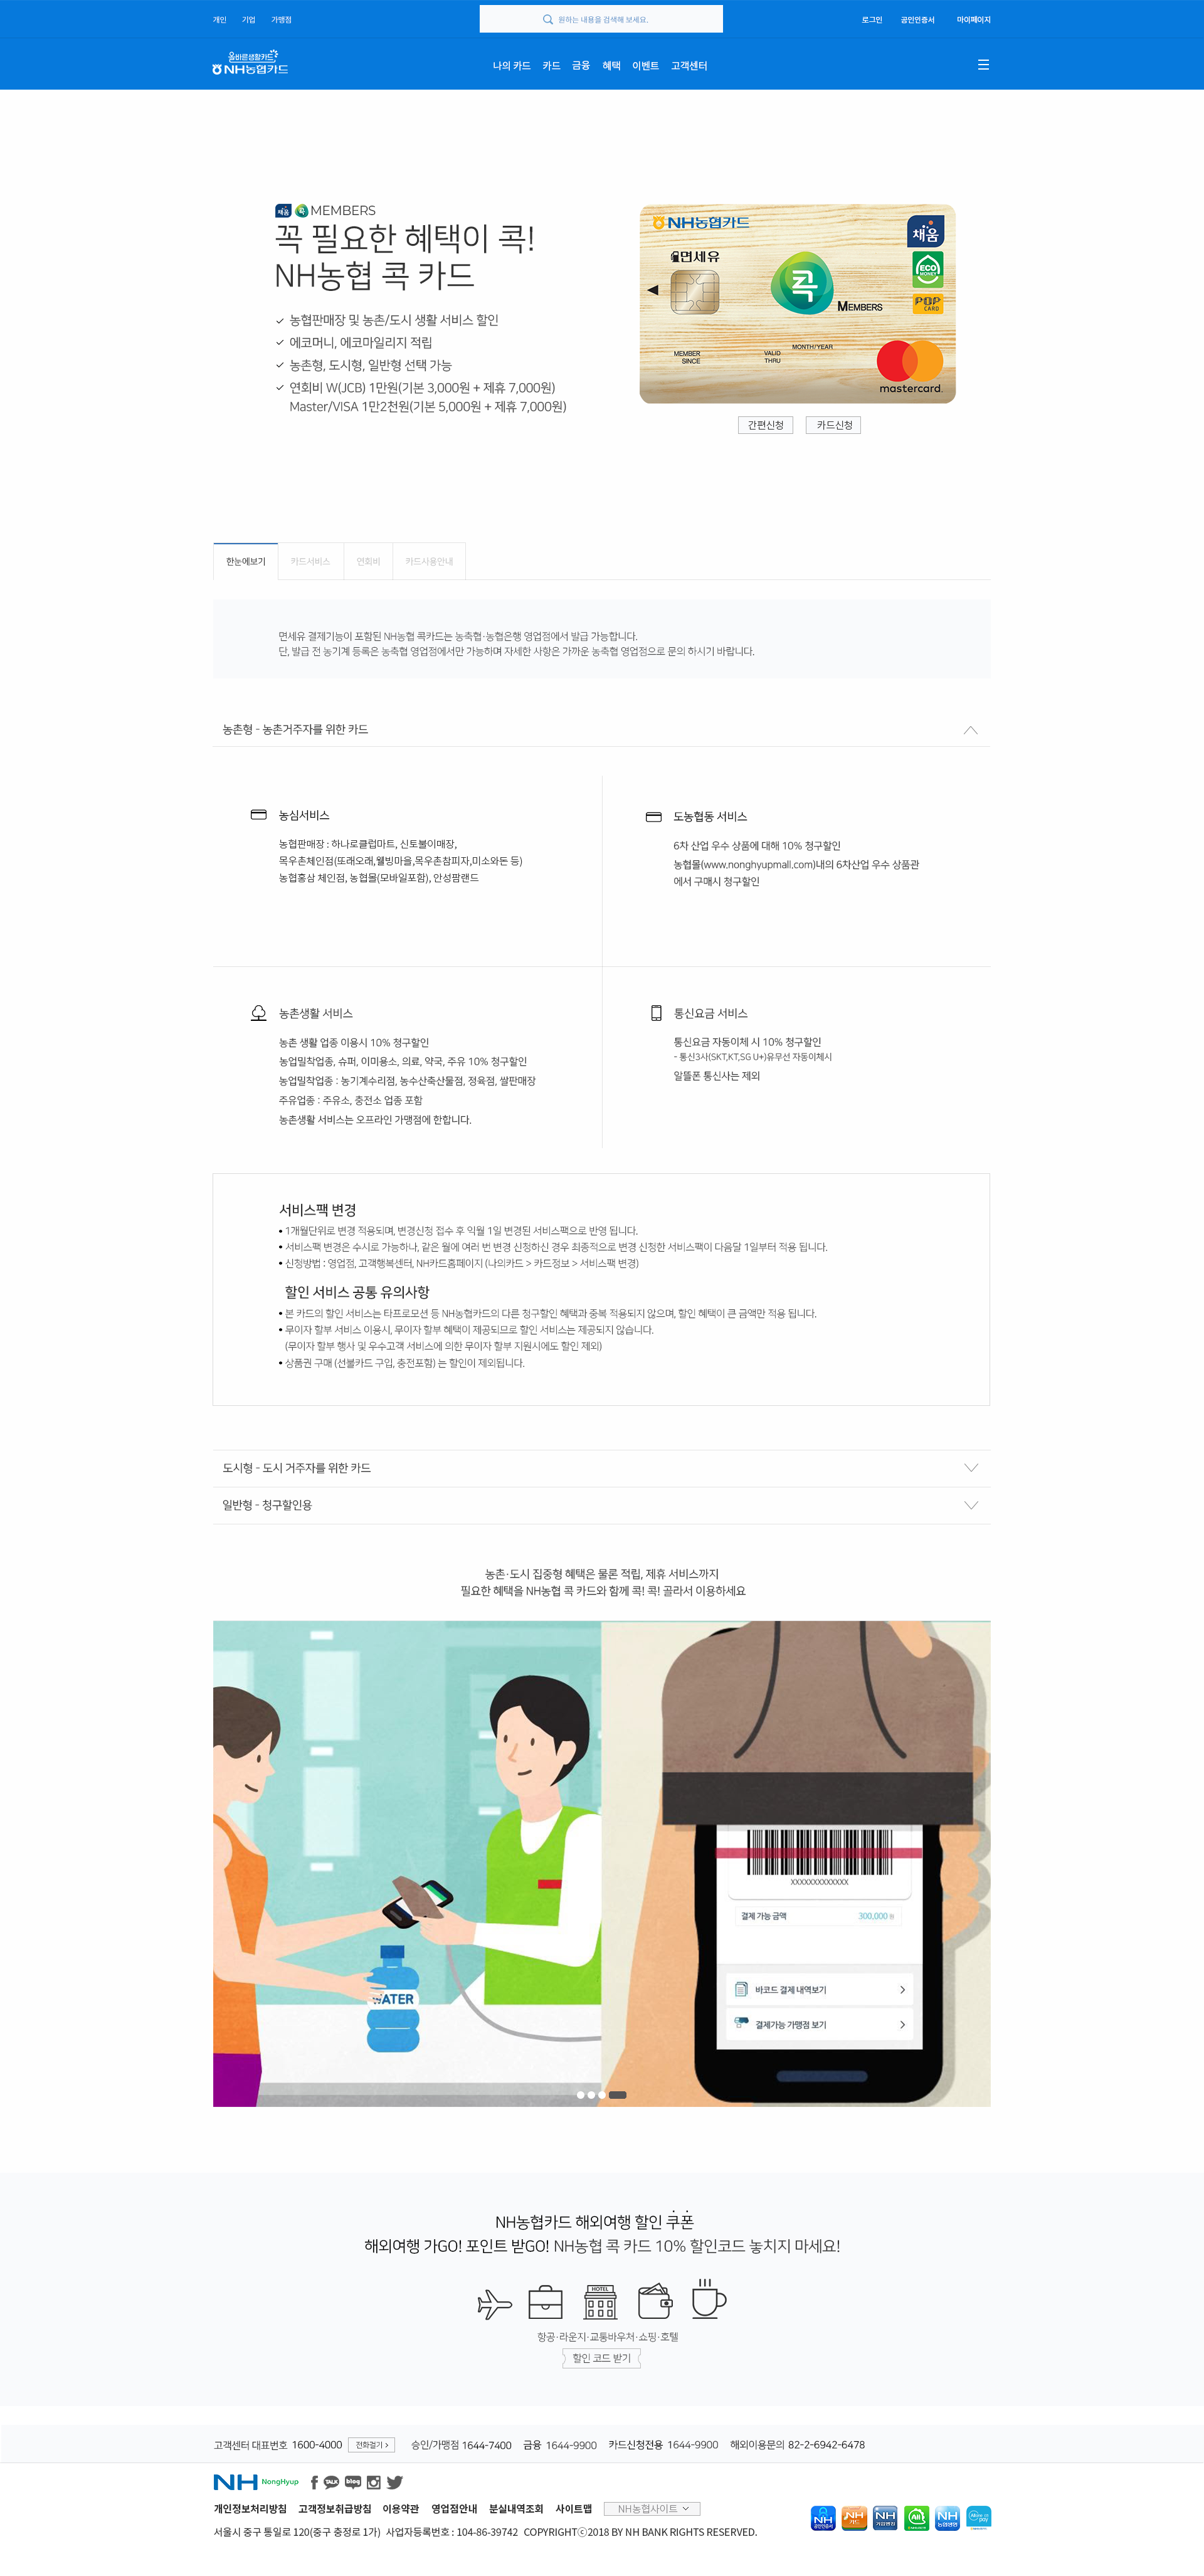 개인 기업 가맹점
원하는 내용을 검색해 보세요.
로그인 공인인증서 마이페이지
올바른생활카드
NH농협카드
나의 카드 카드 금융 혜택 이벤트 고객센터
채움 콕 MEMBERS
꼭 필요한 혜택이 콕!
NH농협 콕 카드
농협판매장 및 농촌/도시 생활 서비스 할인
에코머니, 에코마일리지 적립
농촌형, 도시형, 일반형 선택 가능
연회비 W(JCB) 1만원(기본 3,000원 + 제휴 7,000원)
Master/VISA 1만2천원(기본 5,000원 + 제휴 7,000원)
NH농협카드
채움
면세유
ECO MONEY
콕 MEMBERS
POP CARD
MONTH/YEAR
MEMBER SINCE
VALID THRU
mastercard.
간편신청 카드신청
한눈에보기 카드서비스 연회비 카드사용안내
면세유 결제기능이 포함된 NH농협 콕카드는 농축협·농협은행 영업점에서 발급 가능합니다.
단, 발급 전 농기계 등록은 농축협 영업점에서만 가능하며 자세한 사항은 가까운 농축협 영업점으로 문의 하시기 바랍니다.
농촌형 - 농촌거주자를 위한 카드
농심서비스
농협판매장 : 하나로클럽마트, 신토불이매장,
목우촌체인점(또래오래,웰빙마을,목우촌참피자,미소와돈 등)
농협홍삼 체인점, 농협몰(모바일포함), 안성팜랜드
도농협동 서비스
6차 산업 우수 상품에 대해 10% 청구할인
농협몰(www.nonghyupmall.com)내의 6차산업 우수 상품관
에서 구매시 청구할인
농촌생활 서비스
농촌 생활 업종 이용시 10% 청구할인
농업밀착업종, 슈퍼, 이미용소, 의료, 약국, 주유 10% 청구할인
농업밀착업종 : 농기계수리점, 농수산축산물점, 정육점, 쌀판매장
주유업종 : 주유소, 충전소 업종 포함
농촌생활 서비스는 오프라인 가맹점에 한합니다.
통신요금 서비스
통신요금 자동이체 시 10% 청구할인
- 통신3사(SKT,KT,SG U+)유무선 자동이체시
알뜰폰 통신사는 제외
서비스팩 변경
• 1개월단위로 변경 적용되며, 변경신청 접수 후 익월 1일 변경된 서비스팩으로 반영 됩니다.
• 서비스팩 변경은 수시로 가능하나, 같은 월에 여러 번 변경 신청하신 경우 최종적으로 변경 신청한 서비스팩이 다음달 1일부터 적용 됩니다.
• 신청방법 : 영업점, 고객행복센터, NH카드홈페이지 (나의카드 > 카드정보 > 서비스팩 변경)
할인 서비스 공통 유의사항
• 본 카드의 할인 서비스는 타프로모션 등 NH농협카드의 다른 청구할인 혜택과 중복 적용되지 않으며, 할인 혜택이 큰 금액만 적용 됩니다.
• 무이자 할부 서비스 이용시, 무이자 할부 혜택이 제공되므로 할인 서비스는 제공되지 않습니다.
(무이자 할부 행사 및 우수고객 서비스에 의한 무이자 할부 지원시에도 할인 제외)
• 상품권 구매 (선불카드 구입, 충전포함) 는 할인이 제외됩니다.
도시형 - 도시 거주자를 위한 카드
일반형 - 청구할인용
농촌·도시 집중형 혜택은 물론 적립, 제휴 서비스까지
필요한 혜택을 NH농협 콕 카드와 함께 콕! 콕! 골라서 이용하세요
WATER
XXXXXXXXXXXXX
결제 가능 금액 300,000 원
바코드 결제 내역보기
결제가능 가맹점 보기
NH농협카드 해외여행 할인 쿠폰
해외여행 가GO! 포인트 받GO! NH농협 콕 카드 10% 할인코드 놓치지 마세요!
HOTEL
항공·라운지·교통바우처·쇼핑·호텔
할인 코드 받기
고객센터 대표번호 1600-4000 전화걸기 승인/가맹점 1644-7400 금융 1644-9900 카드신청전용 1644-9900 해외이용문의 82-2-6942-6478
NH NongHyup
TALK blog
개인정보처리방침 고객정보취급방침 이용약관 영업점안내 분실내역조회 사이트맵 NH농협사이트
서울시 중구 통일로 120(중구 충정로 1가) 사업자등록번호 : 104-86-39742 COPYRIGHTⓒ2018 BY NH BANK RIGHTS RESERVED.